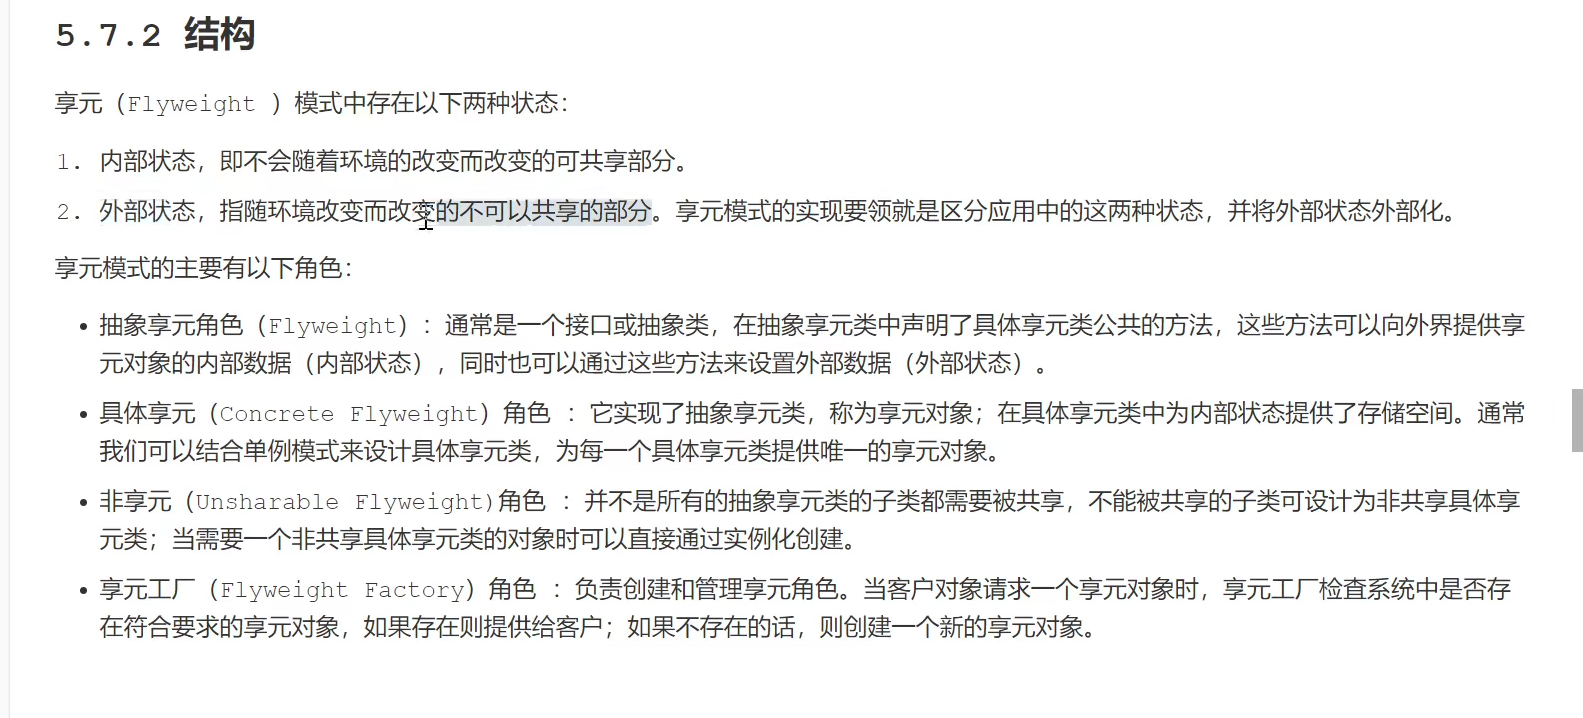 5.7.2 结构
享元（Flyweight ）模式中存在以下两种状态：
1. 内部状态，即不会随着环境的改变而改变的可共享部分。
2. 外部状态，指随环境改变而改变的不可以共享的部分。享元模式的实现要领就是区分应用中的这两种状态，并将外部状态外部化。
享元模式的主要有以下角色：
• 抽象享元角色（Flyweight）：通常是一个接口或抽象类，在抽象享元类中声明了具体享元类公共的方法，这些方法可以向外界提供享
元对象的内部数据（内部状态），同时也可以通过这些方法来设置外部数据（外部状态）。
• 具体享元（Concrete Flyweight）角色 ：它实现了抽象享元类，称为享元对象；在具体享元类中为内部状态提供了存储空间。通常
我们可以结合单例模式来设计具体享元类，为每一个具体享元类提供唯一的享元对象。
• 非享元（Unsharable Flyweight)角色 ：并不是所有的抽象享元类的子类都需要被共享，不能被共享的子类可设计为非共享具体享
元类；当需要一个非共享具体享元类的对象时可以直接通过实例化创建。
• 享元工厂（Flyweight Factory）角色 ：负责创建和管理享元角色。当客户对象请求一个享元对象时，享元工厂检查系统中是否存
在符合要求的享元对象，如果存在则提供给客户；如果不存在的话，则创建一个新的享元对象。